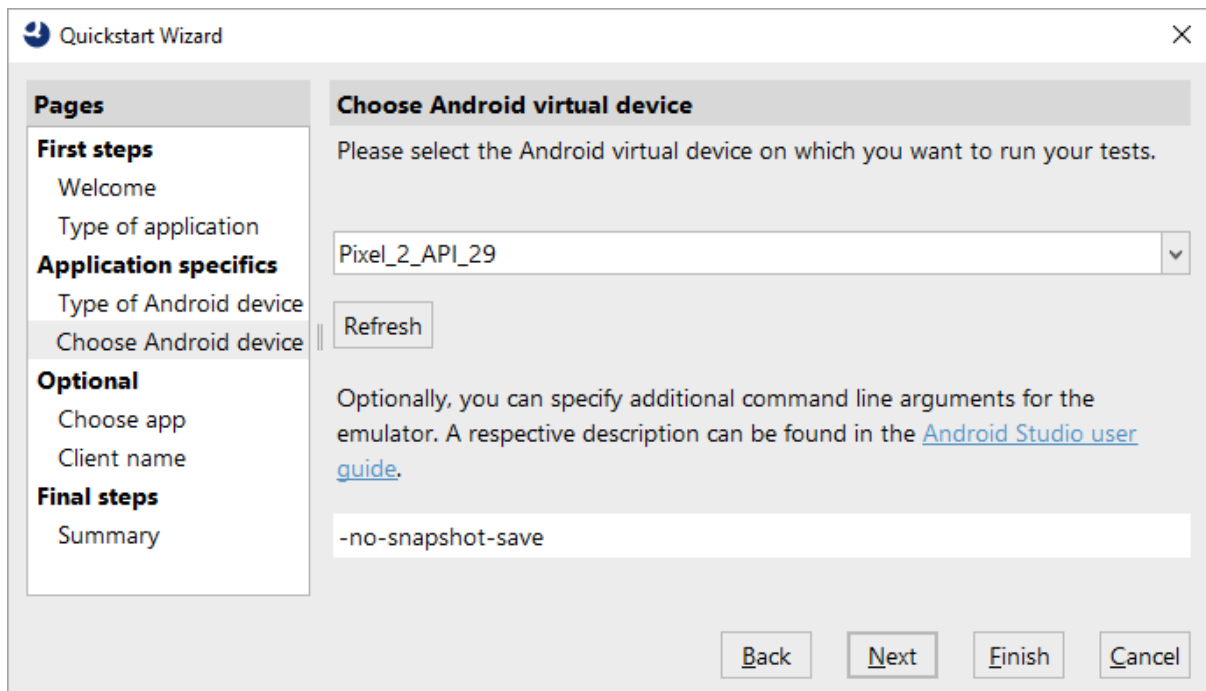 Quickstart Wizard
Pages
First steps
Welcome
Type of application
Application specifics
Type of Android device
Choose Android device
Optional
Choose app
Client name
Final steps
Summary
Choose Android virtual device
Please select the Android virtual device on which you want to run your tests.
Pixel_2_API_29
Refresh
Optionally, you can specify additional command line arguments for the
emulator. A respective description can be found in the Android Studio user
guide.
-no-snapshot-save
Back Next Finish Cancel